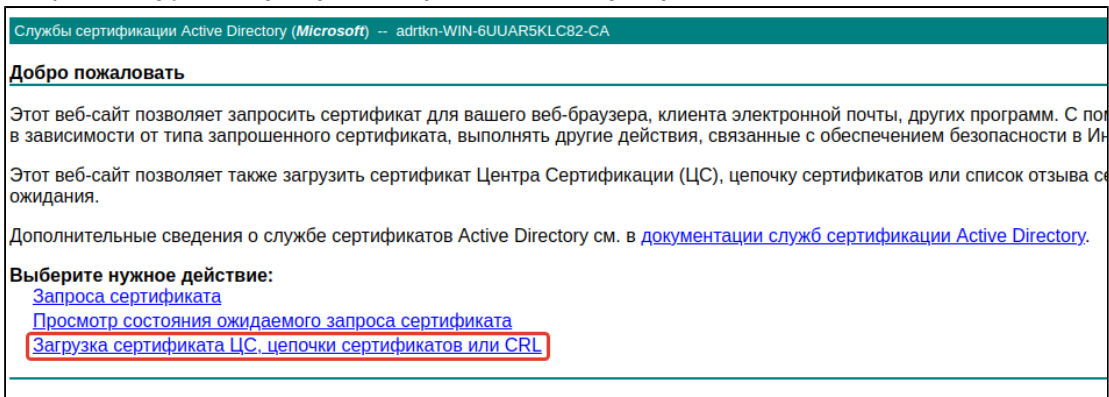 Службы сертификации Active Directory (Microsoft) -- adrtkn-WIN-6UUAR5KLC82-CA
Добро пожаловать
Этот веб-сайт позволяет запросить сертификат для вашего веб-браузера, клиента электронной почты, других программ. С
в зависимости от типа запрошенного сертификата, выполнять другие действия, связанные с обеспечением безопасности в
Этот веб-сайт позволяет также загрузить сертификат Центра Сертификации (ЦС), цепочку сертификатов или список отзыва
ожидания.
Дополнительные сведения о службе сертификатов Active Directory см. в документации служб сертификации Active Directory.
Выберите нужное действие:
Запроса сертификата
Просмотр состояния ожидаемого запроса сертификата
Загрузка сертификата ЦС, цепочки сертификатов или CRL